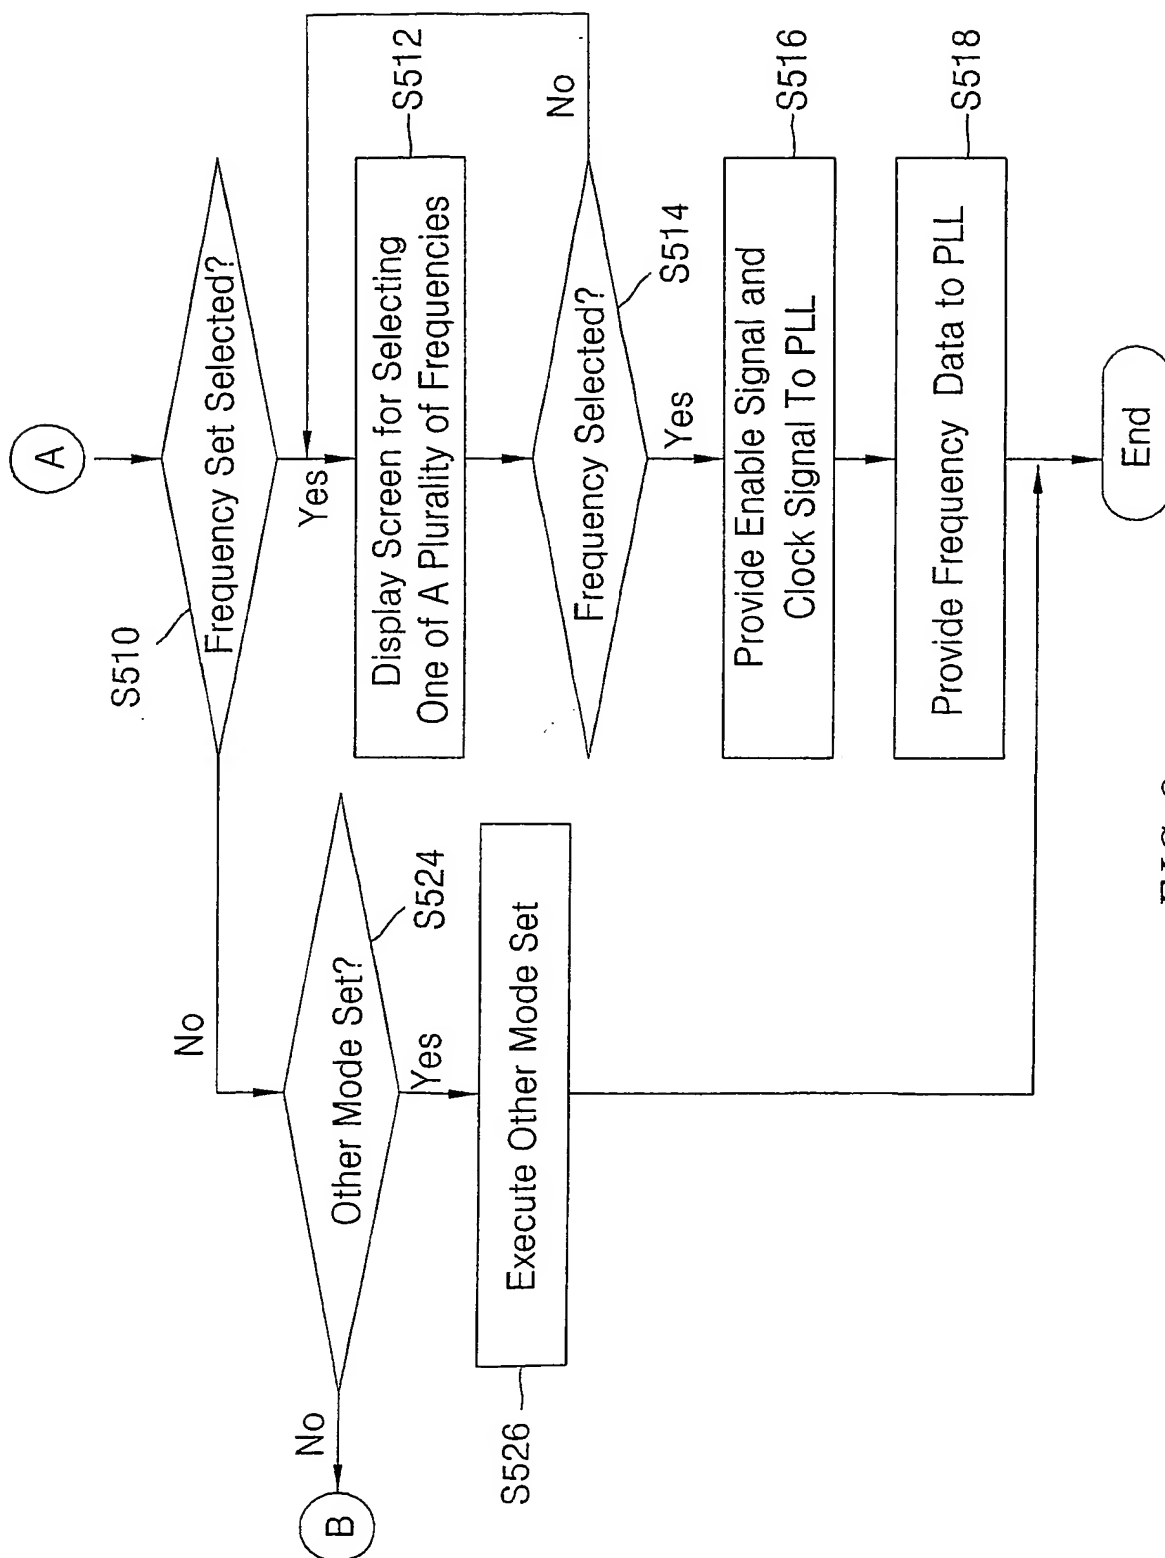 A
Frequency Set Selected?
S510
Yes
No
Display Screen for Selecting
One of A Plurality of Frequencies
S512
Frequency Selected?
S514
No
Yes
Provide Enable Signal and
Clock Signal To PLL
S516
Provide Frequency Data to PLL
S518
End
Other Mode Set?
S524
Yes
No
B
Execute Other Mode Set
S526